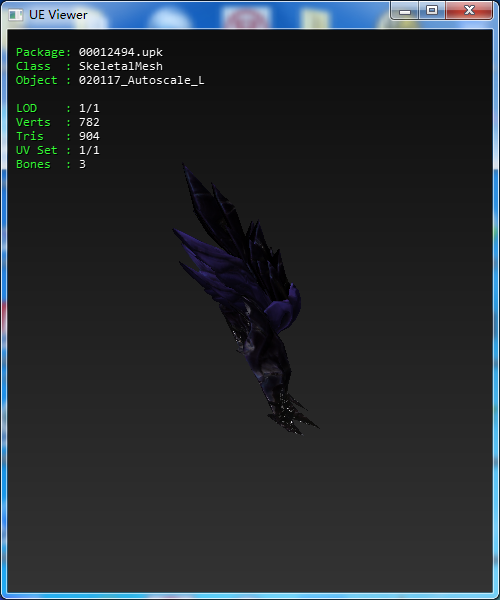 UE Viewer
Package: 00012494.upk
Class  : SkeletalMesh
Object : 020117_Autoscale_L
LOD    : 1/1
Verts  : 782
Tris   : 904
UV Set : 1/1
Bones  : 3